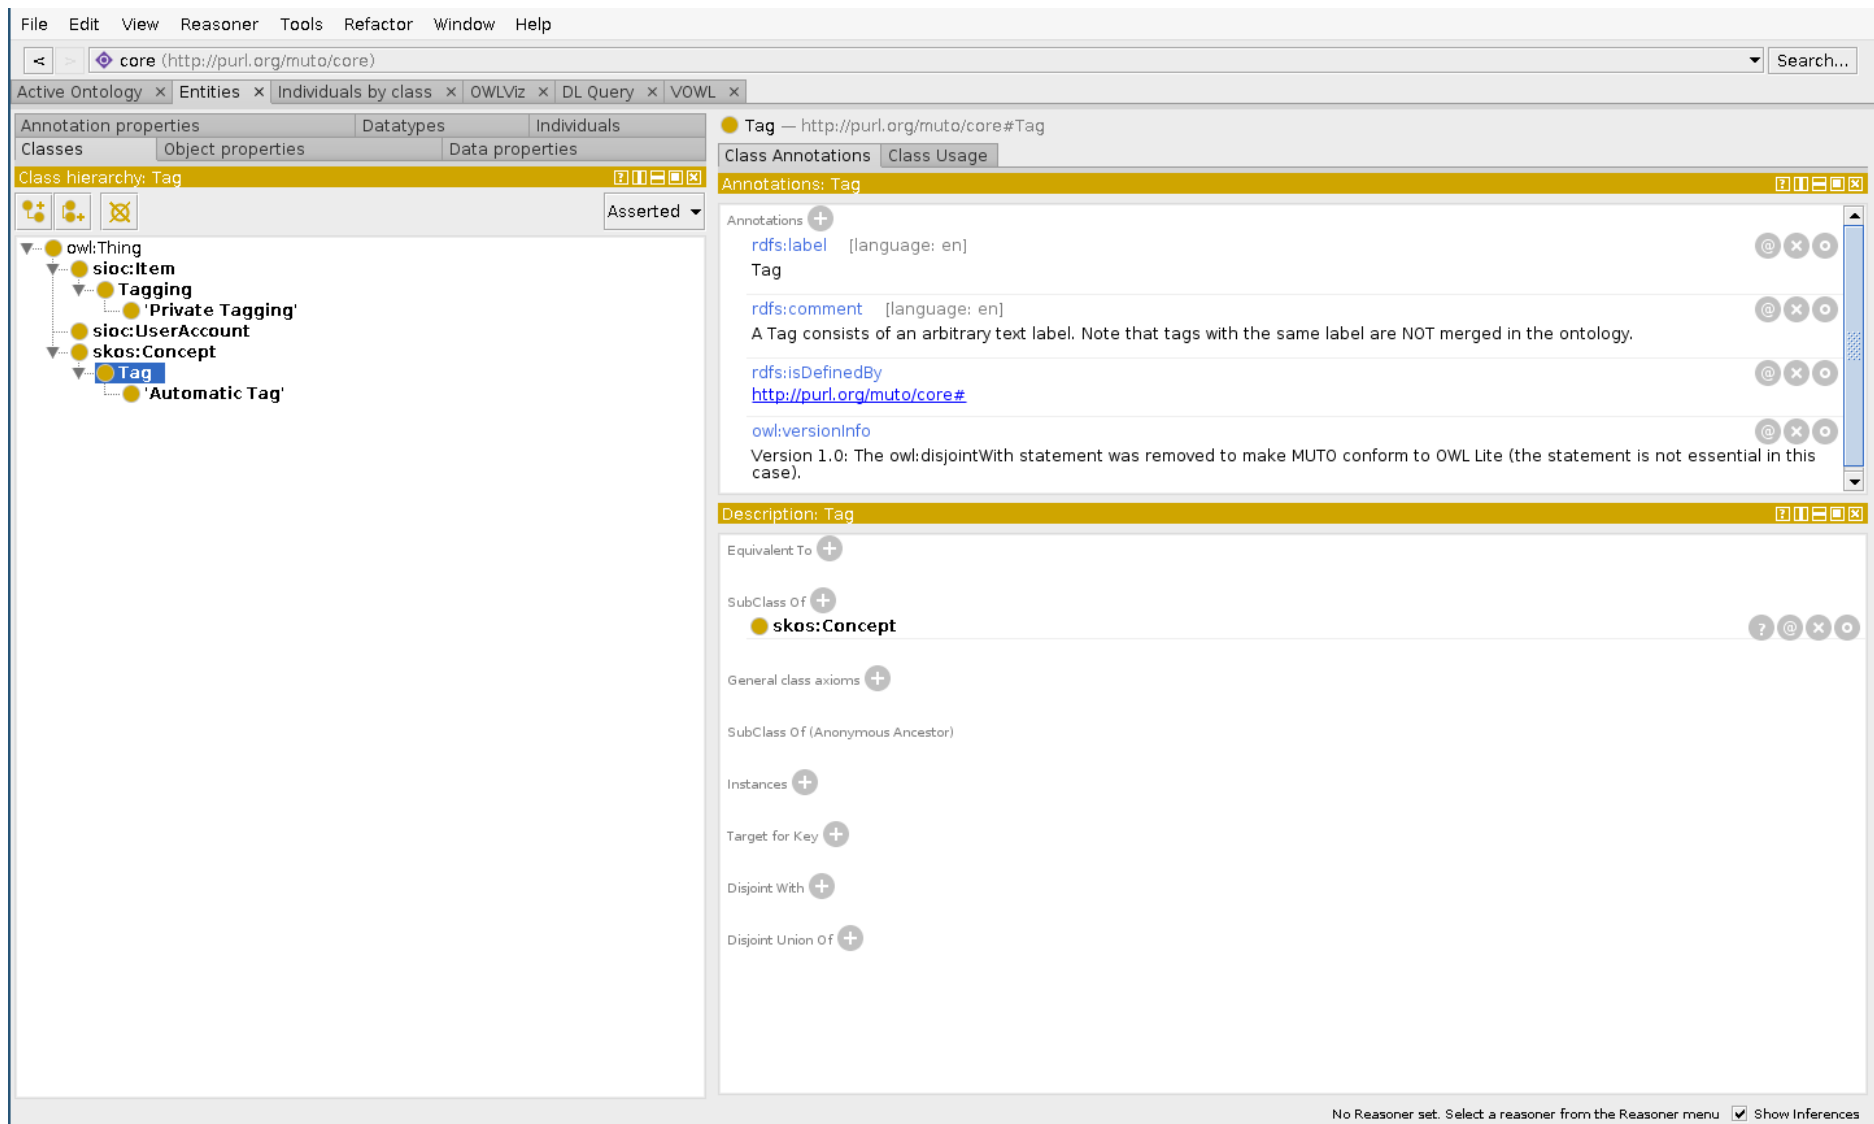 File Edit View Reasoner Tools Refactor Window Help
< > core (http://purl.org/muto/core) Search...
Active Ontology × Entities × Individuals by class × OWLViz × DL Query × VOWL ×
Annotation properties Datatypes Individuals
Classes Object properties Data properties
Class hierarchy: Tag
Asserted
owl:Thing
sioc:Item
Tagging
'Private Tagging'
sioc:UserAccount
skos:Concept
Tag
'Automatic Tag'
Tag — http://purl.org/muto/core#Tag
Class Annotations Class Usage
Annotations: Tag
Annotations
rdfs:label [language: en]
Tag
rdfs:comment [language: en]
A Tag consists of an arbitrary text label. Note that tags with the same label are NOT merged in the ontology.
rdfs:isDefinedBy
http://purl.org/muto/core#
owl:versionInfo
Version 1.0: The owl:disjointWith statement was removed to make MUTO conform to OWL Lite (the statement is not essential in this
case).
Description: Tag
Equivalent To
SubClass Of
skos:Concept
General class axioms
SubClass Of (Anonymous Ancestor)
Instances
Target for Key
Disjoint With
Disjoint Union Of
No Reasoner set. Select a reasoner from the Reasoner menu Show Inferences